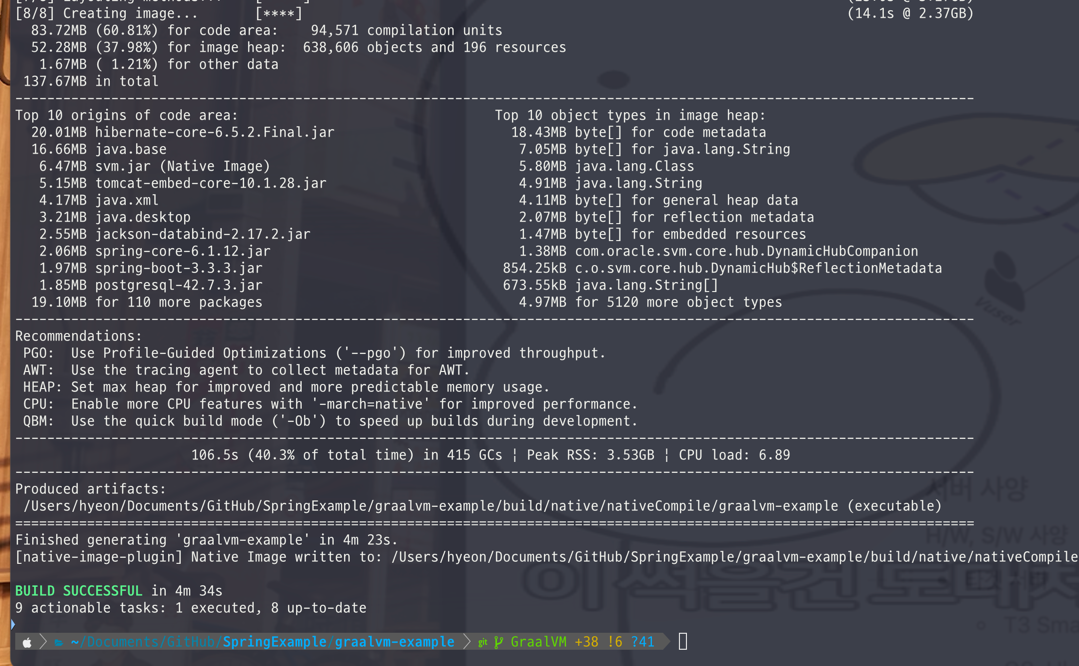 [8/8] Creating image...       [****]                                                                    (14.1s @ 2.37GB)
  83.72MB (60.81%) for code area:    94,571 compilation units
  52.28MB (37.98%) for image heap:  638,606 objects and 196 resources
   1.67MB ( 1.21%) for other data
 137.67MB in total
Top 10 origins of code area:                                Top 10 object types in image heap:
  20.01MB hibernate-core-6.5.2.Final.jar                      18.43MB byte[] for code metadata
  16.66MB java.base                                            7.05MB byte[] for java.lang.String
   6.47MB svm.jar (Native Image)                               5.80MB java.lang.Class
   5.15MB tomcat-embed-core-10.1.28.jar                        4.91MB java.lang.String
   4.17MB java.xml                                             4.11MB byte[] for general heap data
   3.21MB java.desktop                                         2.07MB byte[] for reflection metadata
   2.55MB jackson-databind-2.17.2.jar                          1.47MB byte[] for embedded resources
   2.06MB spring-core-6.1.12.jar                               1.38MB com.oracle.svm.core.hub.DynamicHubCompanion
   1.97MB spring-boot-3.3.3.jar                              854.25kB c.o.svm.core.hub.DynamicHub$ReflectionMetadata
   1.85MB postgresql-42.7.3.jar                              673.55kB java.lang.String[]
  19.10MB for 110 more packages                                4.97MB for 5120 more object types
Recommendations:
 PGO:  Use Profile-Guided Optimizations ('--pgo') for improved throughput.
 AWT:  Use the tracing agent to collect metadata for AWT.
 HEAP: Set max heap for improved and more predictable memory usage.
 CPU:  Enable more CPU features with '-march=native' for improved performance.
 QBM:  Use the quick build mode ('-Ob') to speed up builds during development.
106.5s (40.3% of total time) in 415 GCs ¦ Peak RSS: 3.53GB ¦ CPU load: 6.89
Produced artifacts:
 /Users/hyeon/Documents/GitHub/SpringExample/graalvm-example/build/native/nativeCompile/graalvm-example (executable)
Finished generating 'graalvm-example' in 4m 23s.
[native-image-plugin] Native Image written to: /Users/hyeon/Documents/GitHub/SpringExample/graalvm-example/build/native/nativeCompile
BUILD SUCCESSFUL in 4m 34s
9 actionable tasks: 1 executed, 8 up-to-date
~/Documents/GitHub/SpringExample/graalvm-example git GraalVM +38 !6 ?41
Vuser
서버 사양
H/W, S/W 사양